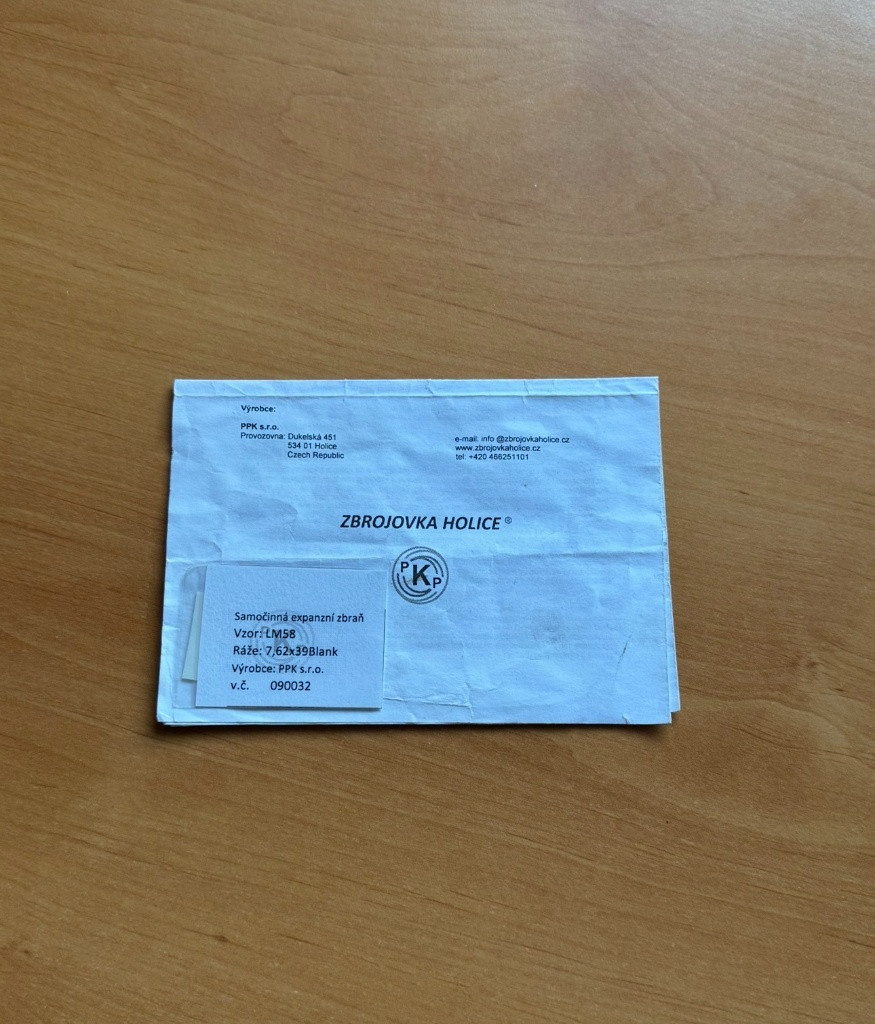 Výrobce:
PPK s.r.o.
Provozovna: Dukelská 451
534 01 Holice
Czech Republic
e-mail: info @zbrojovkaholice.cz
www.zbrojovkaholice.cz
tel: +420 466251101
ZBROJOVKA HOLICE ®
P K P
Samočinná expanzní zbraň
Vzor: LM58
Ráže: 7,62x39Blank
Výrobce: PPK s.r.o.
v.č. 090032